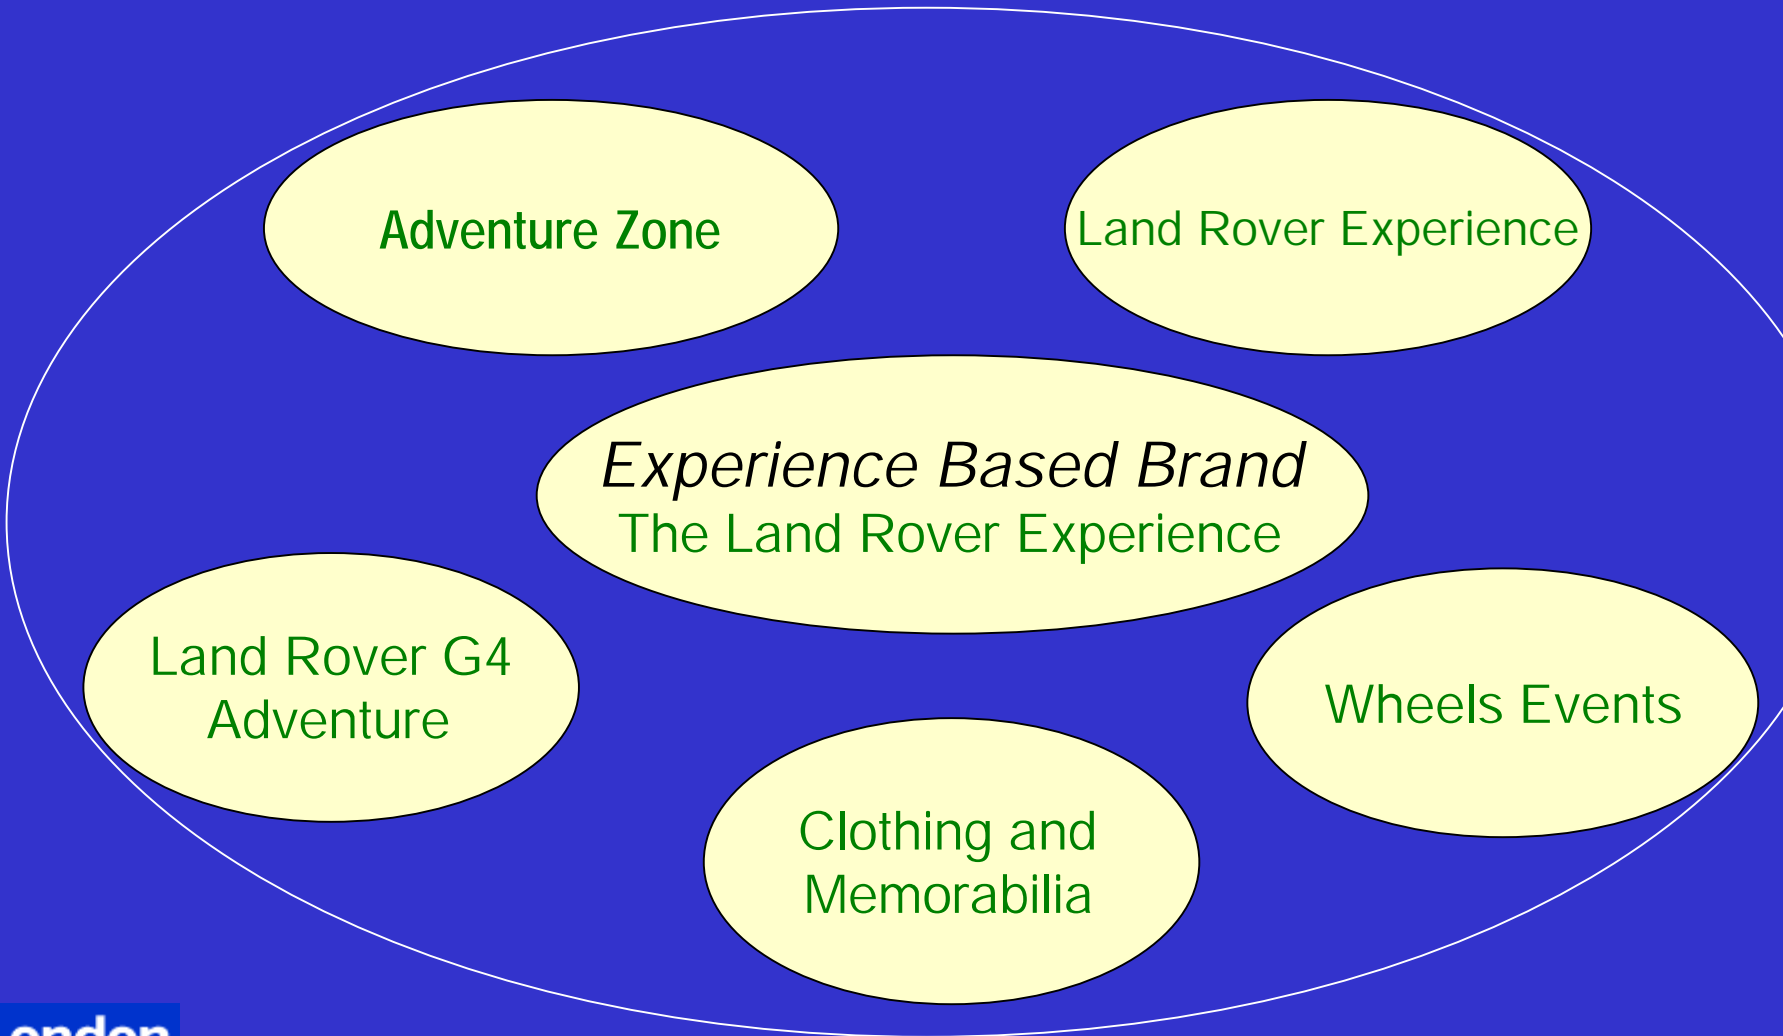 Adventure Zone
Land Rover Experience
Experience Based Brand
The Land Rover Experience
Land Rover G4
Adventure
Wheels Events
Clothing and
Memorabilia